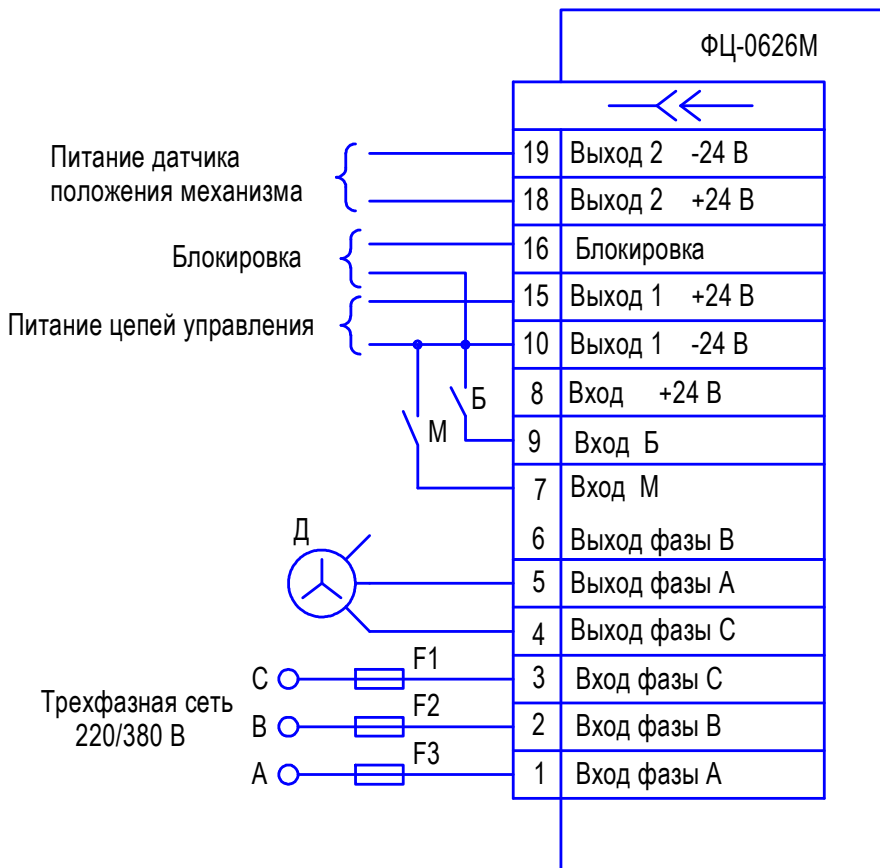 ФЦ-0626М
Питание датчика
положения механизма
19 Выход 2 -24 В
18 Выход 2 +24 В
Блокировка
16 Блокировка
15 Выход 1 +24 В
Питание цепей управления
10 Выход 1 -24 В
8 Вход +24 В
Б
М
9 Вход Б
7 Вход М
6 Выход фазы В
Д
5 Выход фазы А
4 Выход фазы С
Трехфазная сеть
220/380 В
С F1 3 Вход фазы С
В F2 2 Вход фазы В
А F3 1 Вход фазы А